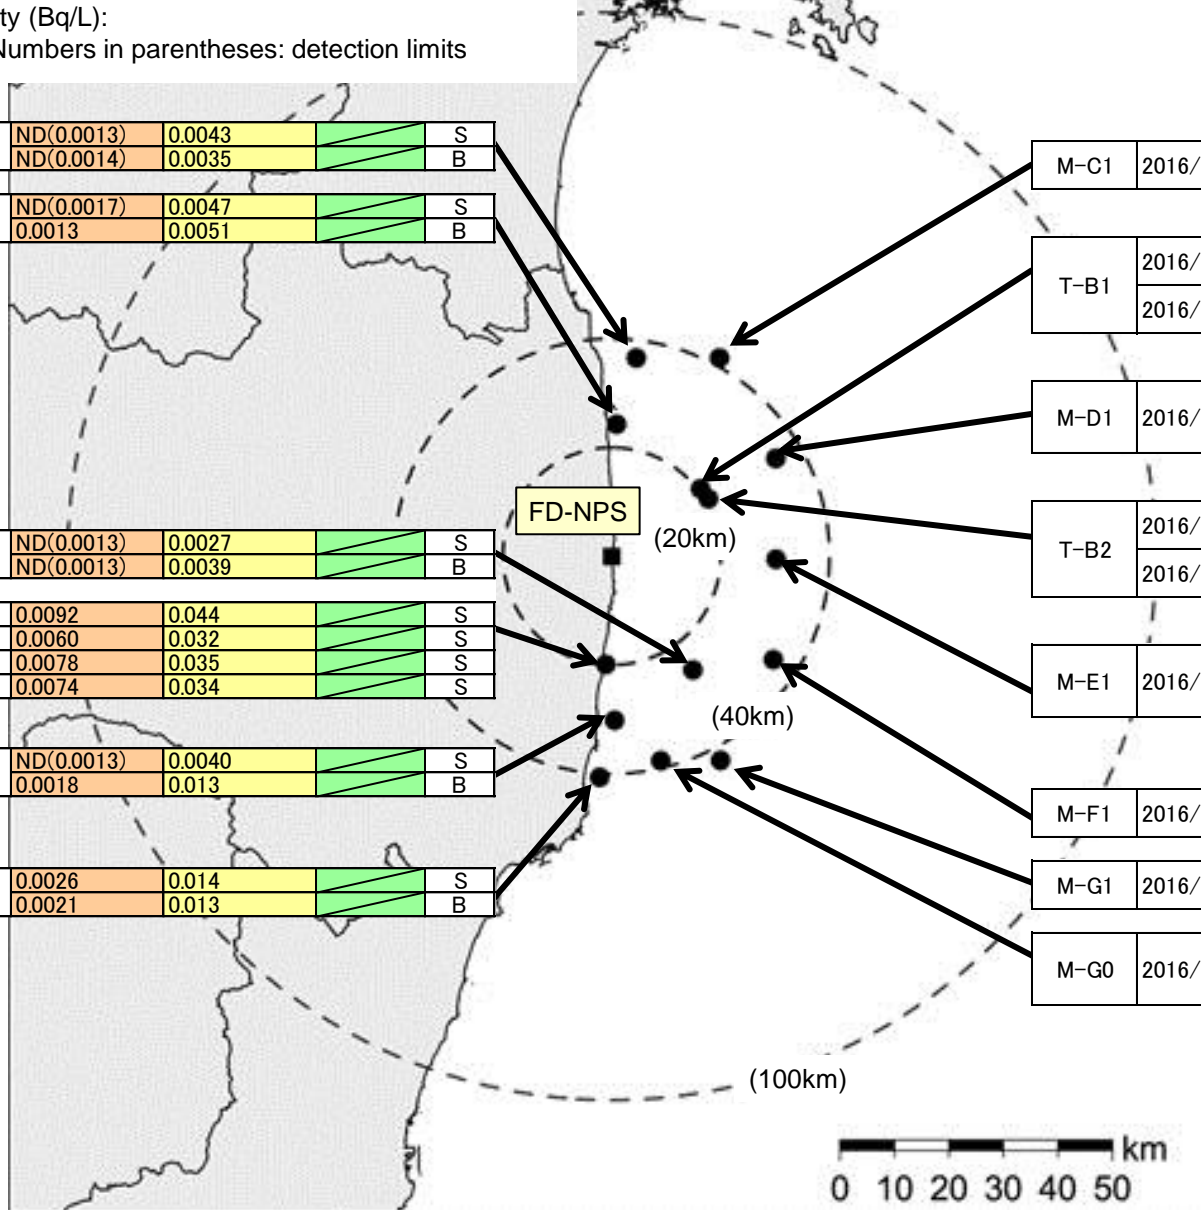 ty (Bq/L):
Numbers in parentheses: detection limits
ND(0.0013) 0.0043 S
ND(0.0014) 0.0035 B
ND(0.0017) 0.0047 S
0.0013 0.0051 B
ND(0.0013) 0.0027 S
ND(0.0013) 0.0039 B
0.0092 0.044 S
0.0060 0.032 S
0.0078 0.035 S
0.0074 0.034 S
ND(0.0013) 0.0040 S
0.0018 0.013 B
0.0026 0.014 S
0.0021 0.013 B
FD-NPS
(20km)
(40km)
(100km)
M-C1 2016/
T-B1 2016/
2016/
M-D1 2016/
T-B2 2016/
2016/
M-E1 2016/
M-F1 2016/
M-G1 2016/
M-G0 2016/
km
0 10 20 30 40 50